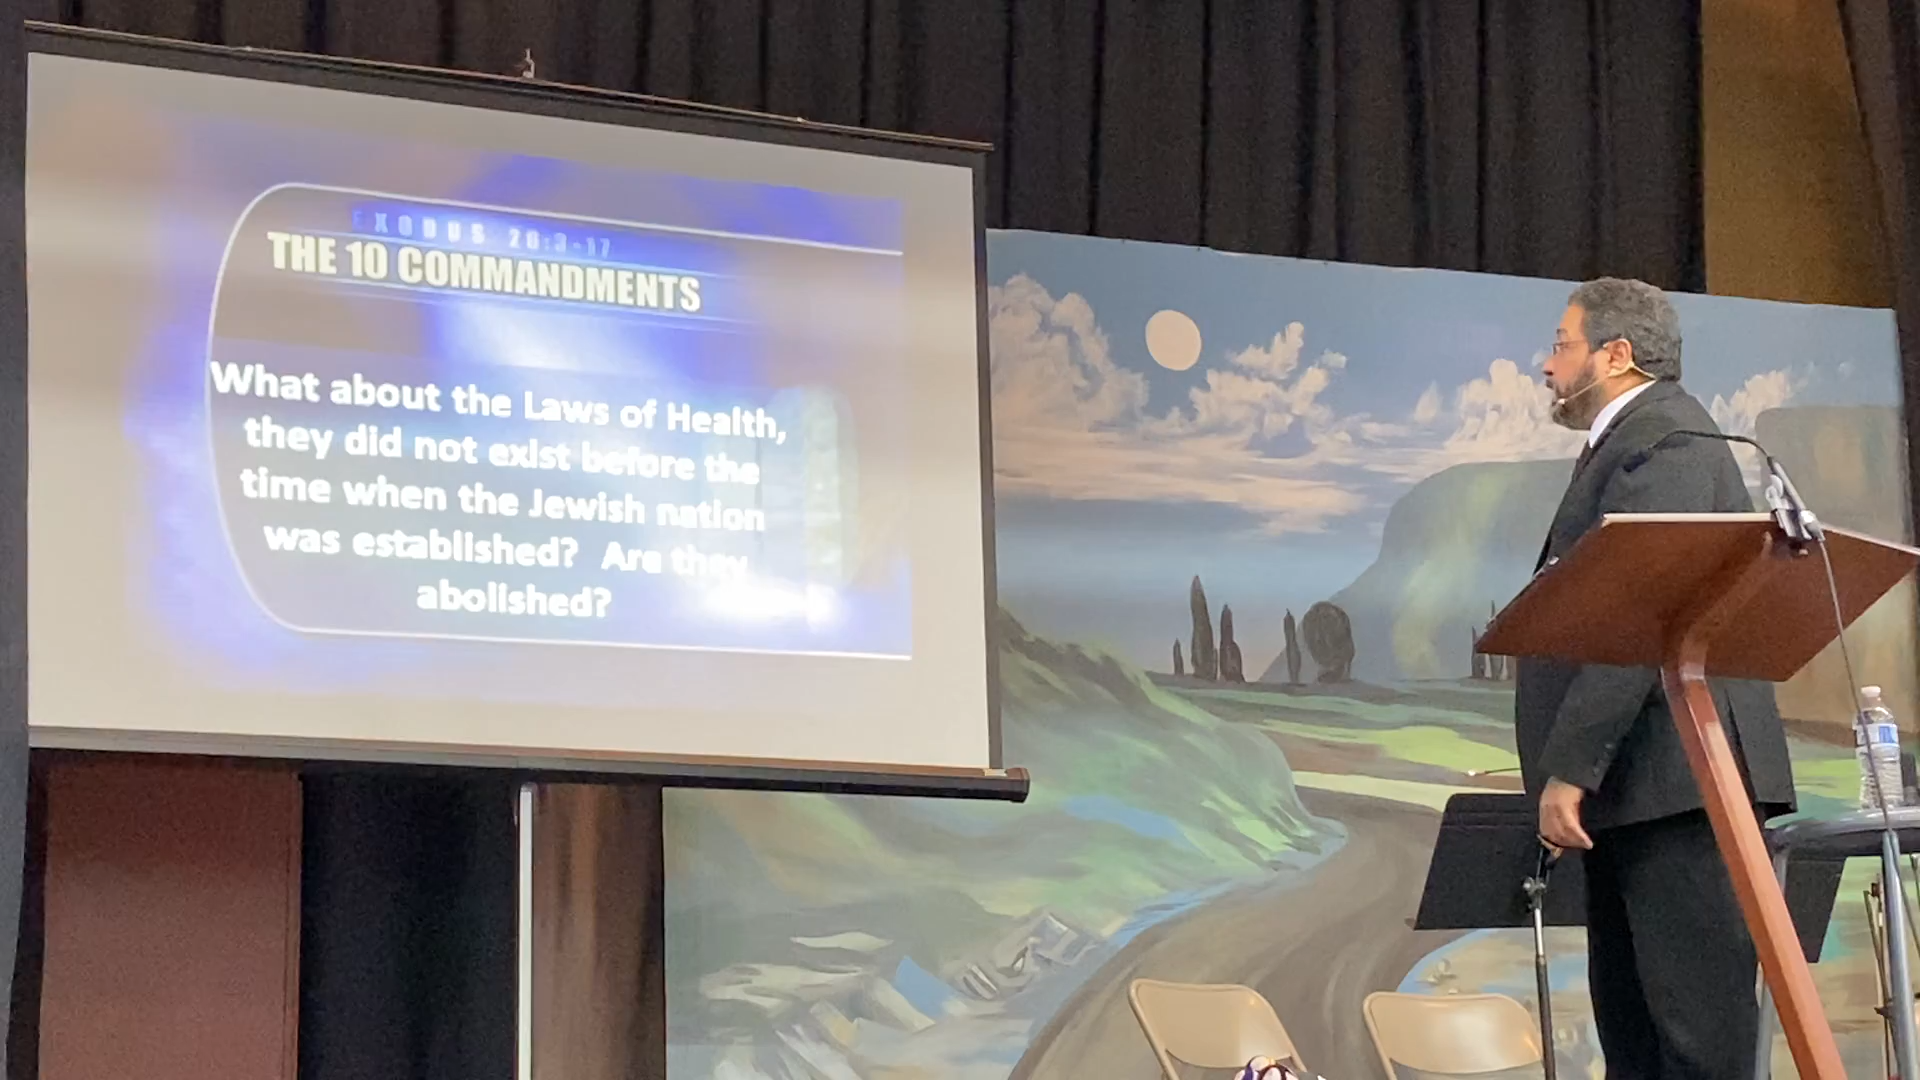 EXODUS 20:3-17
THE 10 COMMANDMENTS
What about the Laws of Health,
they did not exist before the
time when the Jewish nation
was established? Are they
abolished?